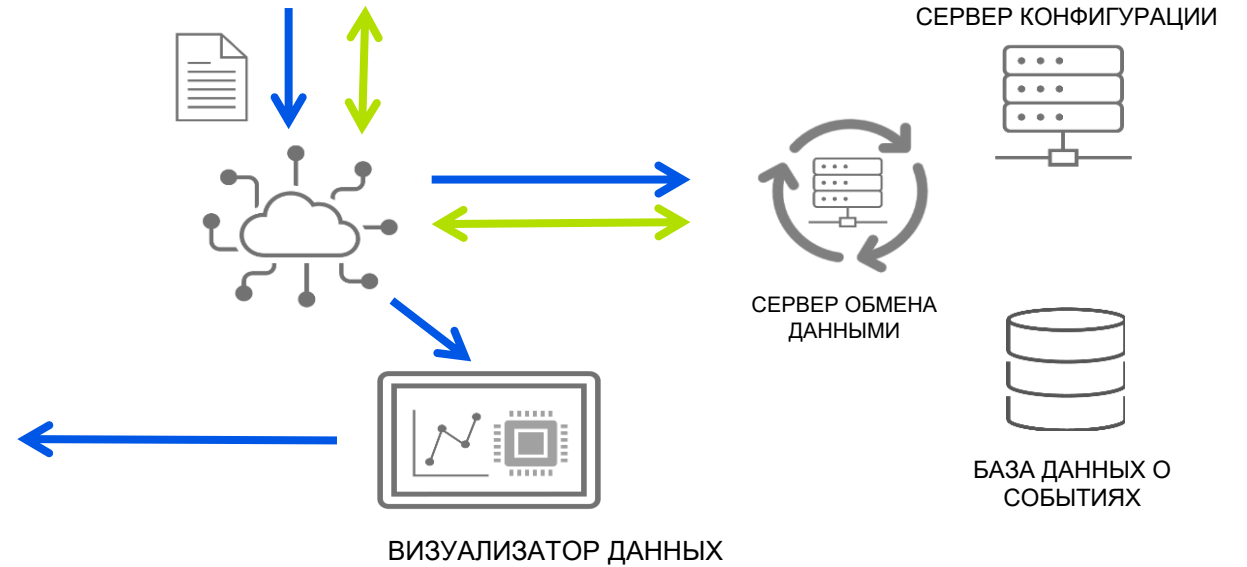 СЕРВЕР КОНФИГУРАЦИИ
СЕРВЕР ОБМЕНА
ДАННЫМИ
БАЗА ДАННЫХ О
СОБЫТИЯХ
ВИЗУАЛИЗАТОР ДАННЫХ